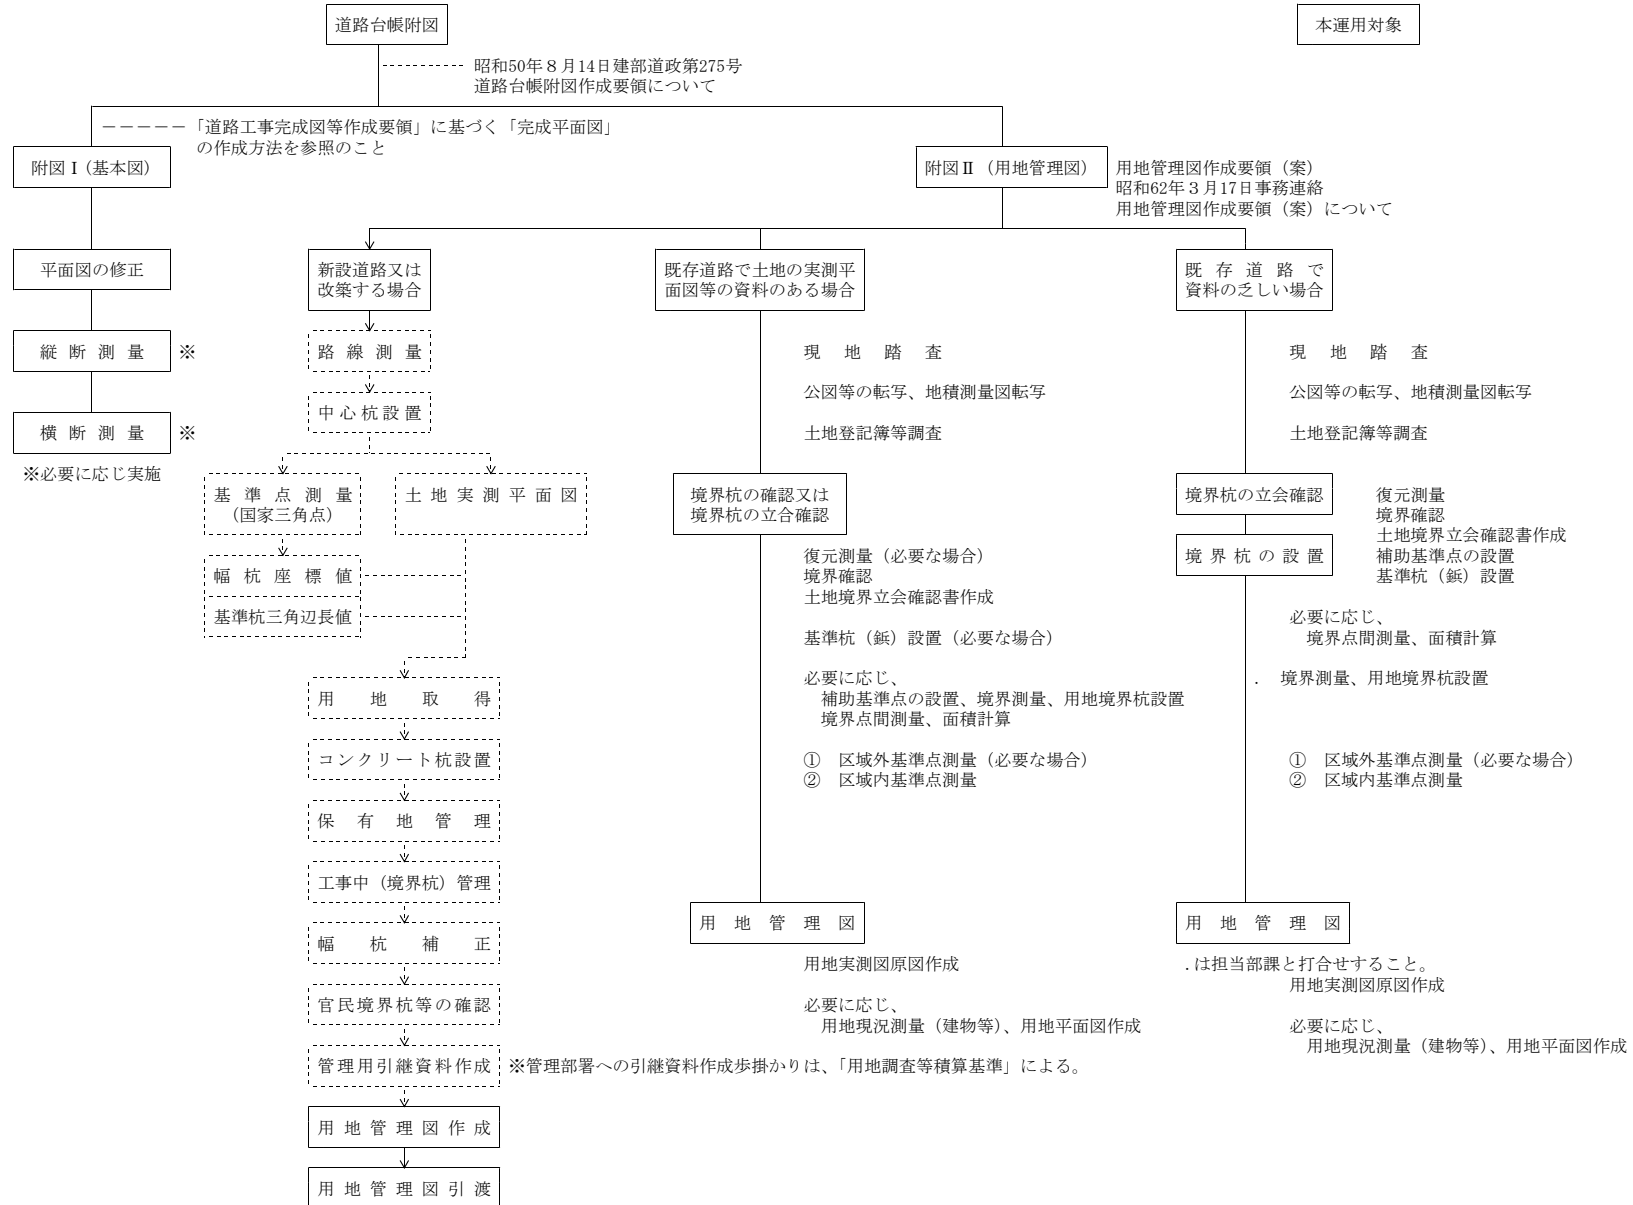 道路台帳附図
本運用対象
昭和50年８月14日建部道政第275号
道路台帳附図作成要領について
－－－－－「道路工事完成図等作成要領」に基づく「完成平面図」
の作成方法を参照のこと
附図Ⅰ（基本図）
附図Ⅱ（用地管理図）
用地管理図作成要領（案）
昭和62年３月17日事務連絡
用地管理図作成要領（案）について
平面図の修正
縦断測量 ※
横断測量 ※
※必要に応じ実施
新設道路又は
改築する場合
路線測量
中心杭設置
基準点測量
（国家三角点）
土地実測平面図
幅杭座標値
基準杭三角辺長値
用地取得
コンクリート杭設置
保有地管理
工事中（境界杭）管理
幅杭補正
官民境界杭等の確認
管理用引継資料作成 ※管理部署への引継資料作成歩掛かりは、「用地調査等積算基準」による。
用地管理図作成
用地管理図引渡
既存道路で土地の実測平
面図等の資料のある場合
現地踏査
公図等の転写、地積測量図転写
土地登記簿等調査
境界杭の確認又は
境界杭の立合確認
復元測量（必要な場合）
境界確認
土地境界立会確認書作成
基準杭（鋲）設置（必要な場合）
必要に応じ、
補助基準点の設置、境界測量、用地境界杭設置
境界点間測量、面積計算
①　区域外基準点測量（必要な場合）
②　区域内基準点測量
用地管理図
用地実測図原図作成
必要に応じ、
用地現況測量（建物等）、用地平面図作成
既存道路で
資料の乏しい場合
現地踏査
公図等の転写、地積測量図転写
土地登記簿等調査
境界杭の立会確認
境界杭の設置
復元測量
境界確認
土地境界立会確認書作成
補助基準点の設置
基準杭（鋲）設置
必要に応じ、
境界点間測量、面積計算
．　境界測量、用地境界杭設置
①　区域外基準点測量（必要な場合）
②　区域内基準点測量
用地管理図
．は担当部課と打合せすること。
用地実測図原図作成
必要に応じ、
用地現況測量（建物等）、用地平面図作成